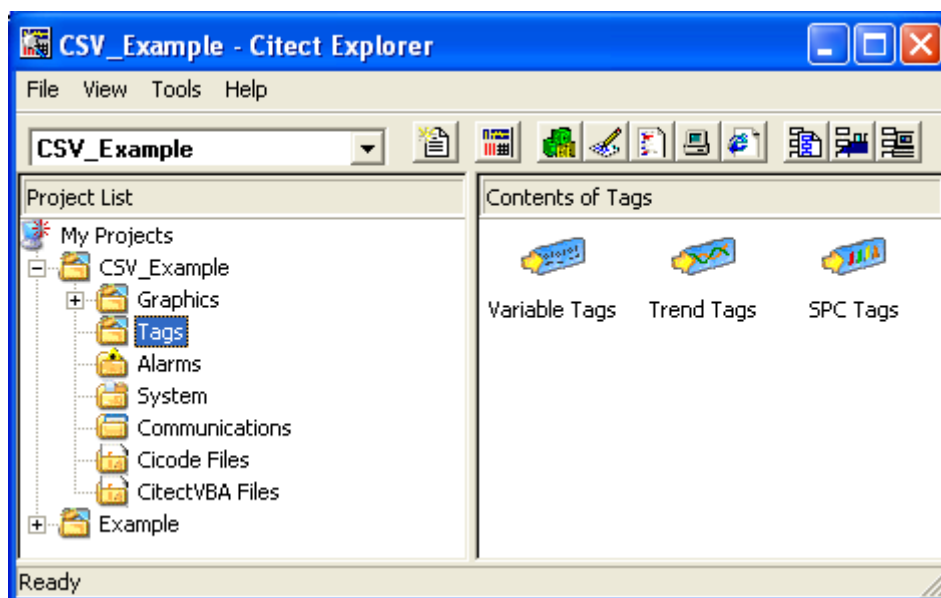 CSV_Example - Citect Explorer
File View Tools Help
CSV_Example
Project List
My Projects
CSV_Example
Graphics
Tags
Alarms
System
Communications
Cicode Files
CitectVBA Files
Example
Contents of Tags
Variable Tags Trend Tags SPC Tags
Ready